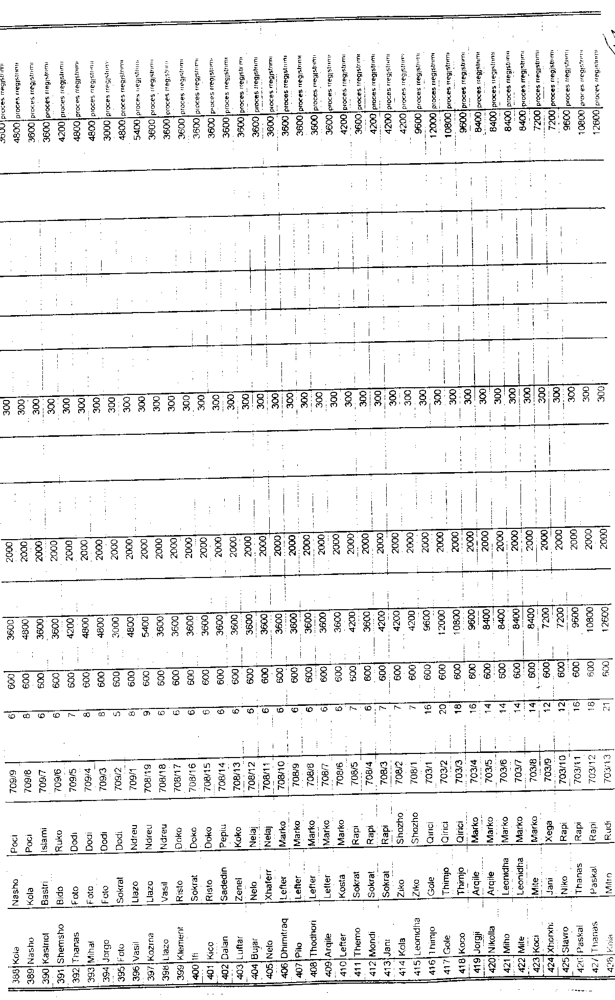 388 Kola Nasho Poci 709/9 6 600 3600 2000 300 3600 proces rregjistrimi
389 Nasho Kola Poci 709/8 8 600 4800 2000 300 4800 proces rregjistrimi
390 Kastriot Bastri Islami 709/7 6 600 3600 2000 300 3600 proces rregjistrimi
391 Shemsho Bido Ruko 709/6 6 600 3600 2000 300 3600 proces rregjistrimi
392 Thanas Foto Dodi 709/5 7 600 4200 2000 300 4200 proces rregjistrimi
393 Mihal Foto Dodi 709/4 8 600 4800 2000 300 4800 proces rregjistrimi
394 Jorgo Foto Dodi 709/3 8 600 4800 2000 300 4800 proces rregjistrimi
395 Foto Sokrat Dodi 709/2 5 600 3000 2000 300 3000 proces rregjistrimi
396 Vasil Llazo Ndreu 709/1 8 600 4800 2000 300 4800 proces rregjistrimi
397 Kozma Llazo Ndreu 708/19 9 600 5400 2000 300 5400 proces rregjistrimi
398 Llazo Vasil Ndreu 708/18 6 600 3600 2000 300 3600 proces rregjistrimi
399 Klement Risto Doko 708/17 6 600 3600 2000 300 3600 proces rregjistrimi
400 Ifi Sokrat Doko 708/16 6 600 3600 2000 300 3600 proces rregjistrimi
401 Kico Risto Doko 708/15 6 600 3600 2000 300 3600 proces rregjistrimi
402 Dalan Sadedin Pepiu 708/14 6 600 3600 2000 300 3600 proces rregjistrimi
403 Luftar Zenel Koko 708/13 6 600 3600 2000 300 3600 proces rregjistrimi
404 Bujar Nelo Nelaj 708/12 6 600 3600 2000 300 3600 proces rregjistrimi
405 Nelo Xhaferr Nelaj 708/11 6 600 3600 2000 300 3600 proces rregjistrimi
406 Dhimitraq Lefter Marko 708/10 6 600 3600 2000 300 3600 proces rregjistrimi
407 Pilo Lefter Marko 708/9 6 600 3600 2000 300 3600 proces rregjistrimi
408 Thodhori Lefter Marko 708/8 6 600 3600 2000 300 3600 proces rregjistrimi
409 Arqile Lefter Marko 708/7 6 600 3600 2000 300 3600 proces rregjistrimi
410 Lefter Kosta Marko 708/6 6 600 3600 2000 300 3600 proces rregjistrimi
411 Themo Sokrat Rapi 708/5 7 600 4200 2000 300 4200 proces rregjistrimi
412 Mondi Sokrat Rapi 708/4 6 600 3600 2000 300 3600 proces rregjistrimi
413 Jani Sokrat Rapi 708/3 7 600 4200 2000 300 4200 proces rregjistrimi
414 Kola Ziko Shozho 708/2 7 600 4200 2000 300 4200 proces rregjistrimi
415 Leonidha Ziko Shozho 708/1 7 600 4200 2000 300 4200 proces rregjistrimi
416 Thimjo Gole Qirici 703/1 16 600 9600 2000 300 9600 proces rregjistrimi
417 Gole Thimjo Qirici 703/2 20 600 12000 2000 300 12000 proces rregjistrimi
418 Koco Thimjo Qirici 703/3 18 600 10800 2000 300 10800 proces rregjistrimi
419 Jorgji Arqile Marko 703/4 16 600 9600 2000 300 9600 proces rregjistrimi
420 Nikolla Arqile Marko 703/5 14 600 8400 2000 300 8400 proces rregjistrimi
421 Miho Leonidha Marko 703/6 14 600 8400 2000 300 8400 proces rregjistrimi
422 Mite Leonidha Marko 703/7 14 600 8400 2000 300 8400 proces rregjistrimi
423 Koci Mite Marko 703/8 14 600 8400 2000 300 8400 proces rregjistrimi
424 Xhorxhi Jani Xega 703/9 12 600 7200 2000 300 7200 proces rregjistrimi
425 Stavro Niko Rapi 703/10 12 600 7200 2000 300 7200 proces rregjistrimi
426 Paskal Thanas Rapi 703/11 16 600 9600 2000 300 9600 proces rregjistrimi
427 Thanas Paskal Rapi 703/12 18 600 10800 2000 300 10800 proces rregjistrimi
428 Kola Mitro Rudi 703/13 21 600 12600 2000 300 12600 proces rregjistrimi